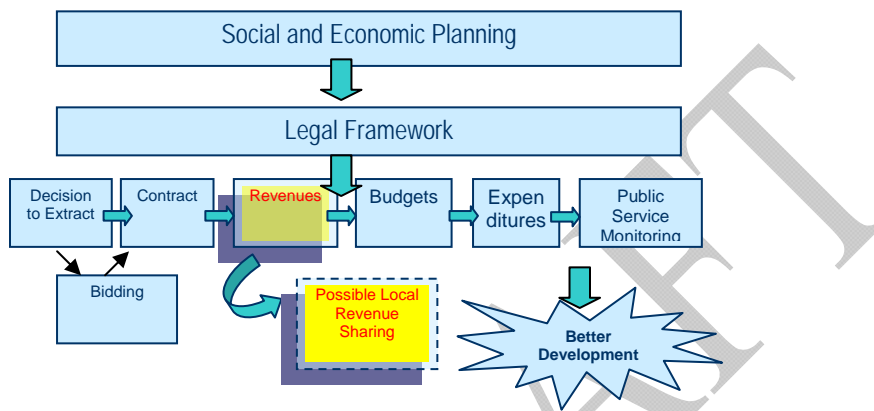 Social and Economic Planning
Legal Framework
Decision
to Extract
Contract
Revenues
Budgets
Expen
ditures
Public
Service
Monitoring
Bidding
Possible Local
Revenue
Sharing
Better
Development